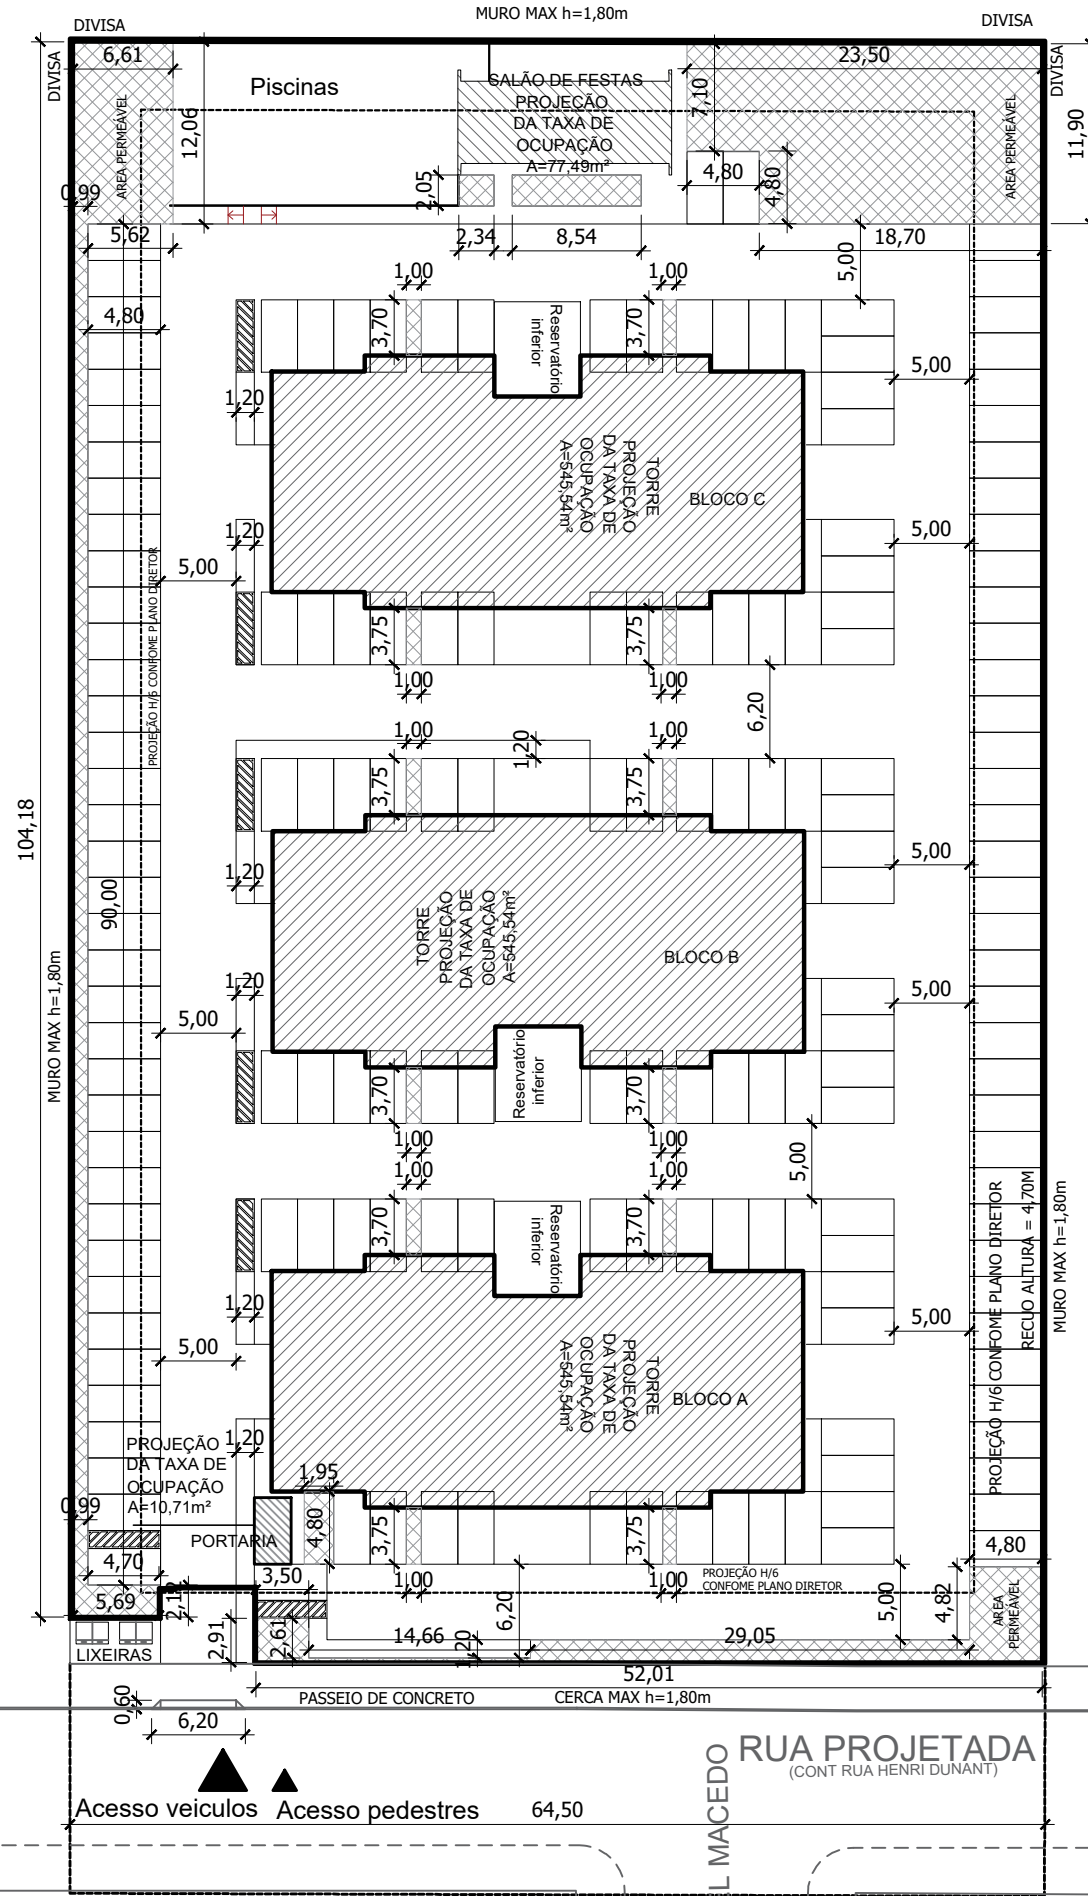 MURO MAX h=1,80m
DIVISA
DIVISA
6,61
23,50
DIVISA
DIVISA
Piscinas
SALÃO DE FESTAS
PROJEÇÃO
DA TAXA DE
OCUPAÇÃO
A=77,49m²
7,10
12,06
11,90
AREA PERMEÁVEL
AREA PERMEÁVEL
4,80
4,80
2,05
0,99
5,62
2,34
8,54
18,70
5,00
1,00
1,00
4,80
3,70
Reservatório
inferior
3,70
5,00
1,20
TORRE
PROJEÇÃO
DA TAXA DE
OCUPAÇÃO
A=545,54m²
BLOCO C
1,20
5,00
5,00
PROJEÇÃO H/6 CONFOME PLANO DIRETOR
3,75
3,75
1,00
1,00
6,20
1,00
1,20
1,00
3,75
3,75
104,18
5,00
1,20
90,00
TORRE
PROJEÇÃO
DA TAXA DE
OCUPAÇÃO
A=545,54m²
BLOCO B
1,20
5,00
5,00
MURO MAX h=1,80m
3,70
Reservatório
inferior
3,70
1,00
1,00
5,00
1,00
1,00
3,70
Reservatório
inferior
3,70
PROJEÇÃO H/6 CONFOME PLANO DIRETOR
RECUO ALTURA = 4,70M
MURO MAX h=1,80m
1,20
5,00
5,00
TORRE
PROJEÇÃO
DA TAXA DE
OCUPAÇÃO
A=545,54m²
BLOCO A
PROJEÇÃO
DA TAXA DE
OCUPAÇÃO
A=10,71m²
1,20
1,95
0,99
4,80
3,75
3,75
PORTARIA
4,80
4,70
3,50
1,00
1,00
PROJEÇÃO H/6
CONFOME PLANO DIRETOR
5,69
2,12
6,20
5,00
4,82
AREA
PERMEÁVEL
2,91
2,61
14,66
1,20
29,05
LIXEIRAS
52,01
PASSEIO DE CONCRETO
CERCA MAX h=1,80m
0,60
6,20
RUA PROJETADA
(CONT RUA HENRI DUNANT)
Acesso veiculos
Acesso pedestres
64,50
L MACEDO